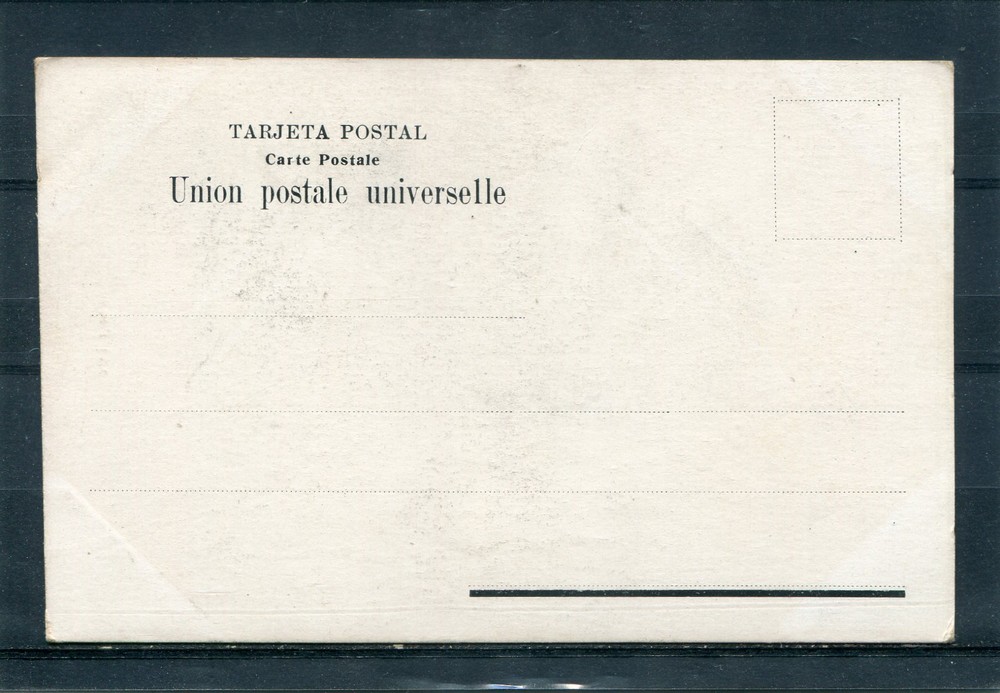 TARJETA POSTAL
Carte Postale
Union postale universelle